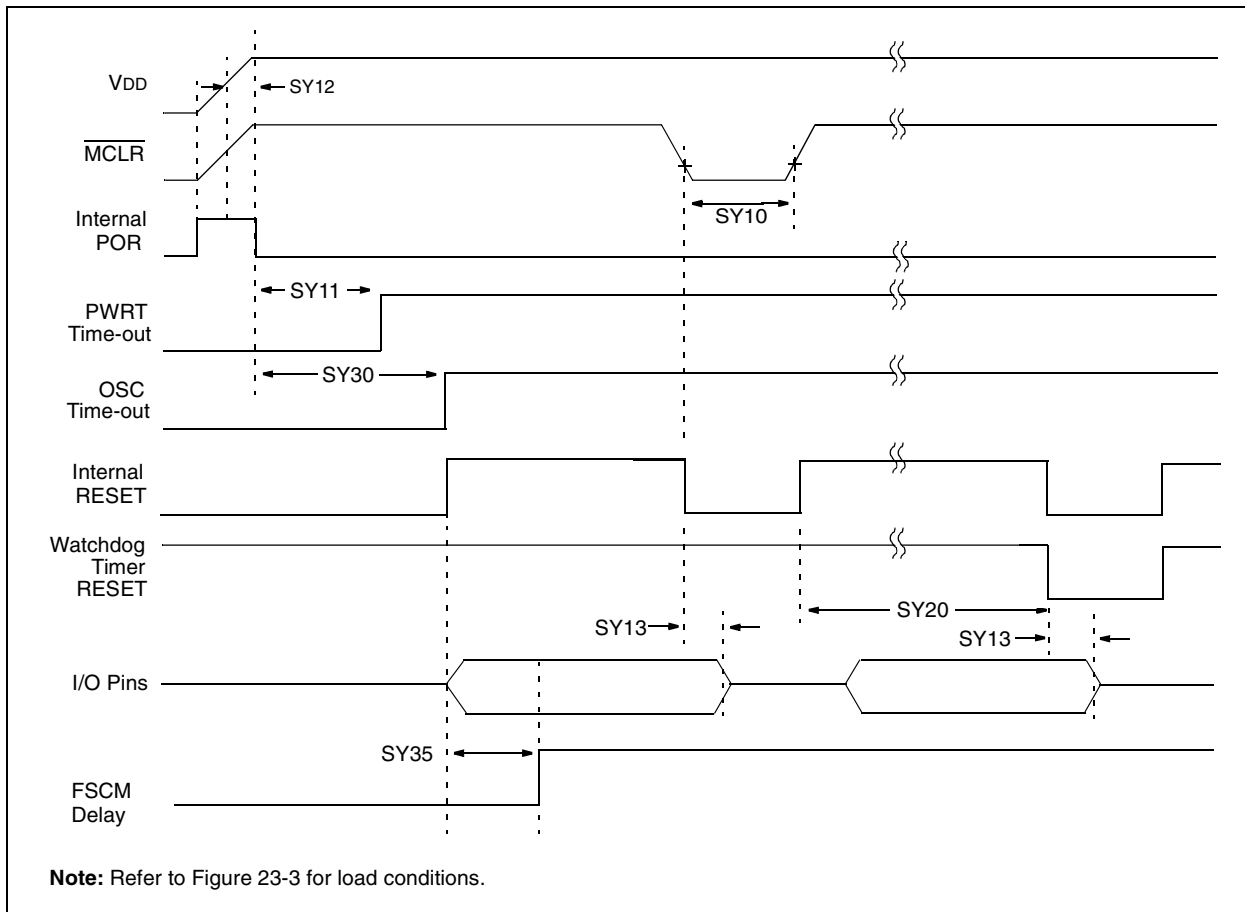 VDD
SY12
MCLR
SY10
Internal
POR
SY11
PWRT
Time-out
SY30
OSC
Time-out
Internal
RESET
Watchdog
Timer
RESET
SY20
SY13
SY13
I/O Pins
SY35
FSCM
Delay
Note: Refer to Figure 23-3 for load conditions.